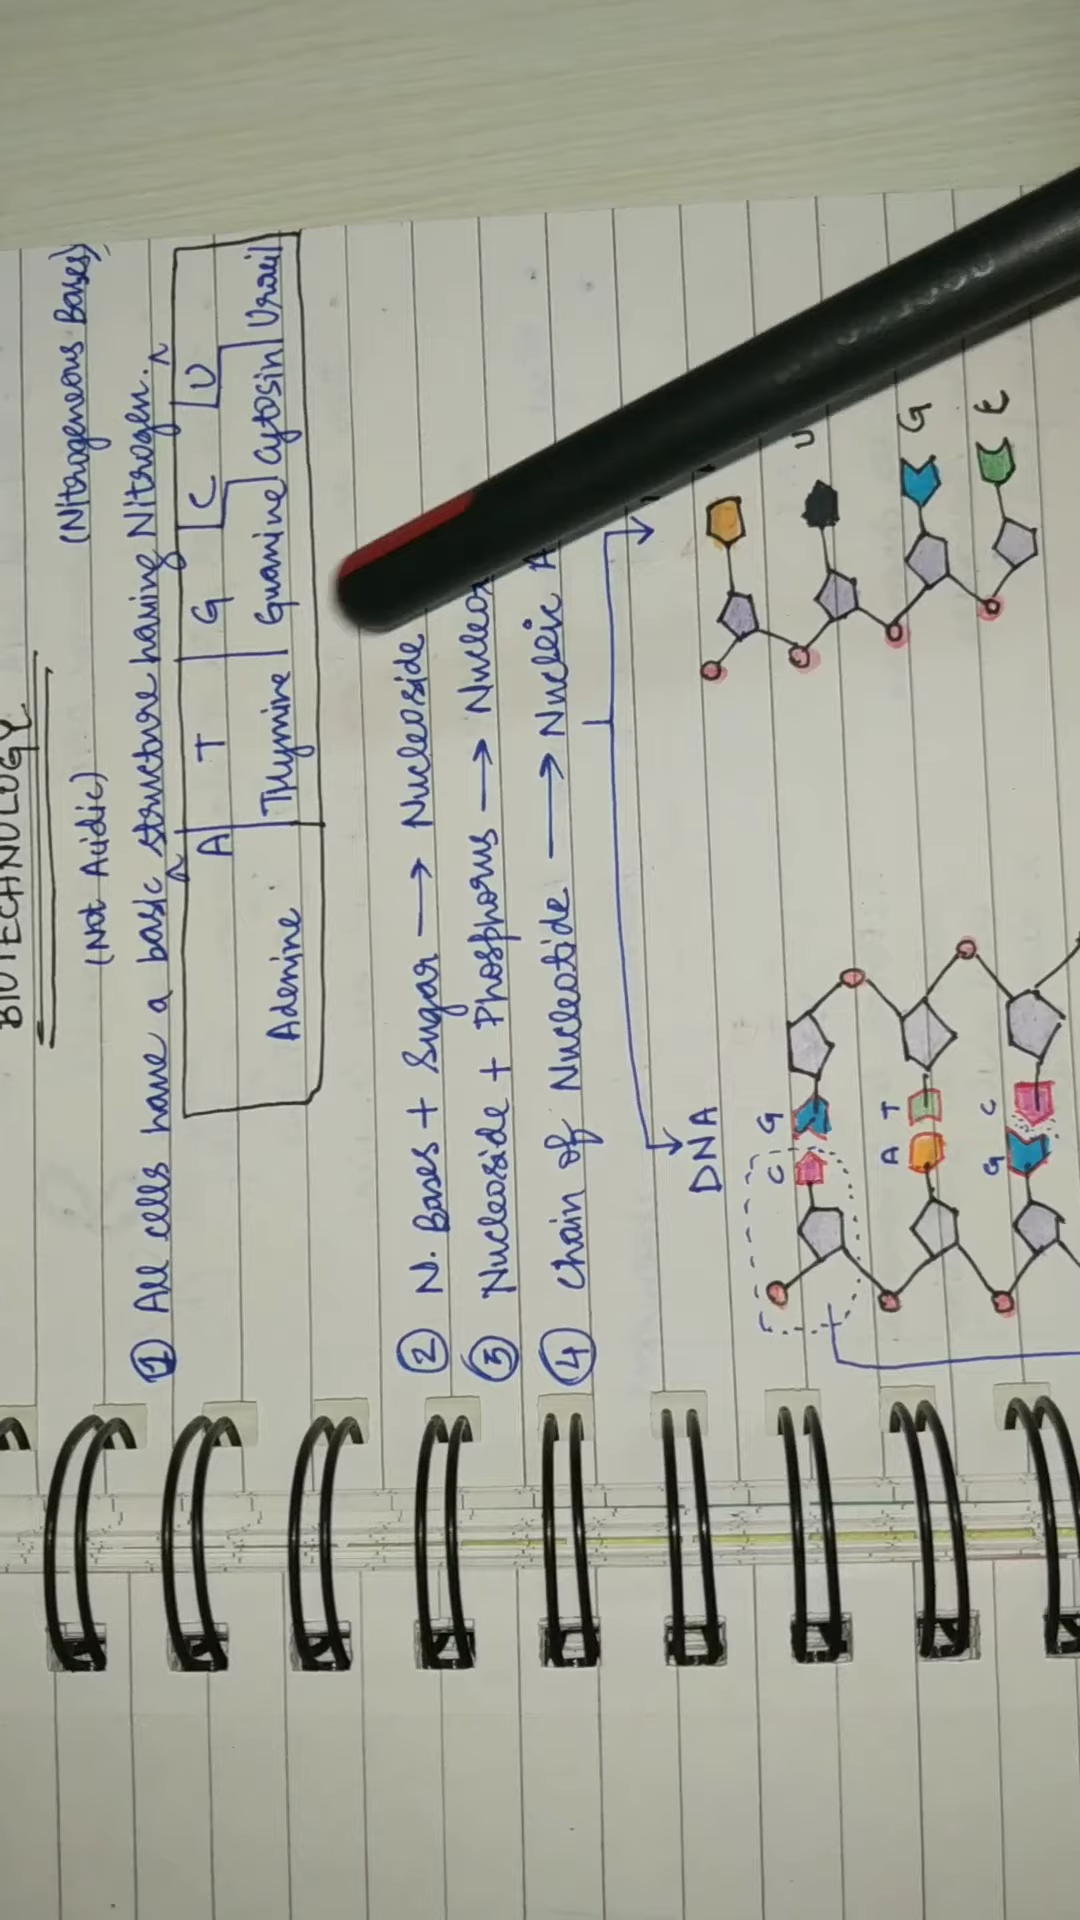 BIOTECHNOLOGY
(Not Acidic) (Nitrogeneous Bases)
① All cells have a basic structure having Nitrogen.
A T G C U
Adenine Thymine Guanine Cytosin Uracil
② N. Bases + Sugar → Nucleoside
③ Nucleoside + Phosphorus →
④ Chain of Nucleotide → Nucleic
DNA
C G U
A T G
G C